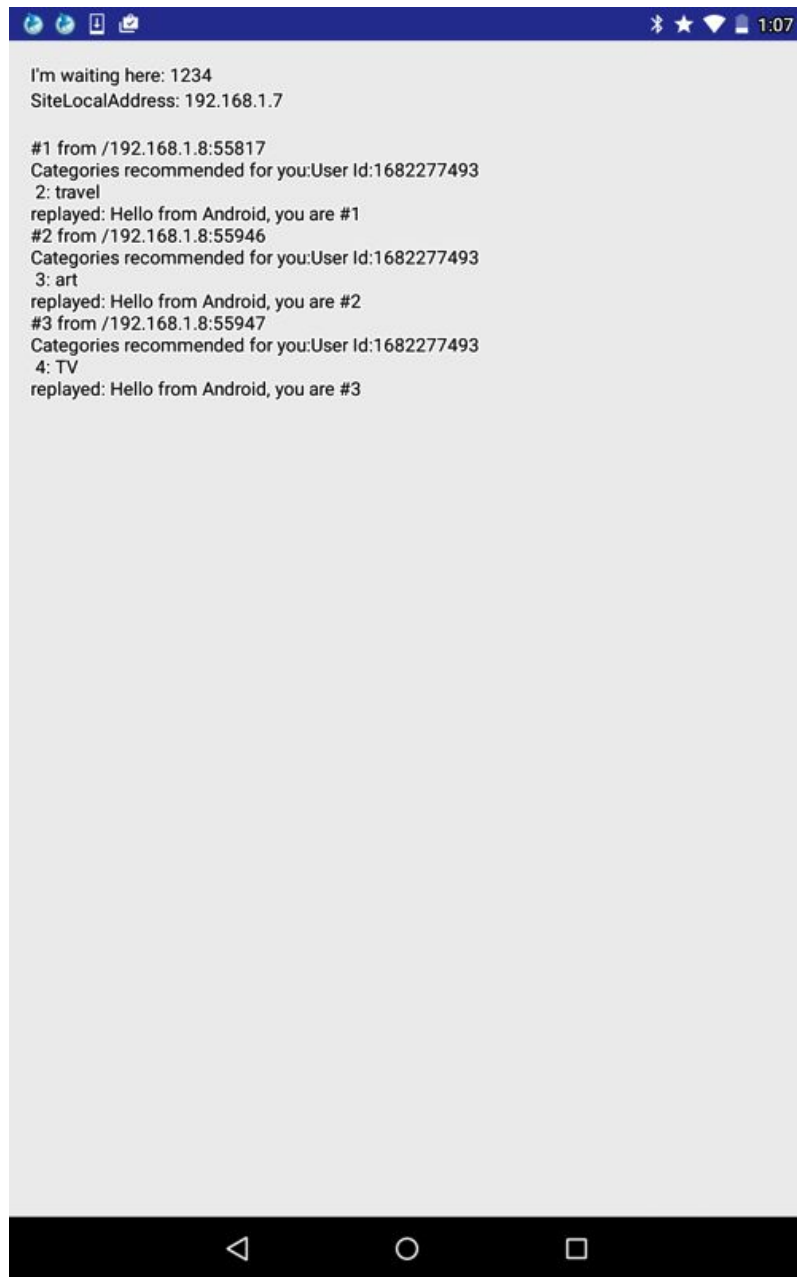 1:07
I'm waiting here: 1234
SiteLocalAddress: 192.168.1.7
#1 from /192.168.1.8:55817
Categories recommended for you:User Id:1682277493
2: travel
replayed: Hello from Android, you are #1
#2 from /192.168.1.8:55946
Categories recommended for you:User Id:1682277493
3: art
replayed: Hello from Android, you are #2
#3 from /192.168.1.8:55947
Categories recommended for you:User Id:1682277493
4: TV
replayed: Hello from Android, you are #3